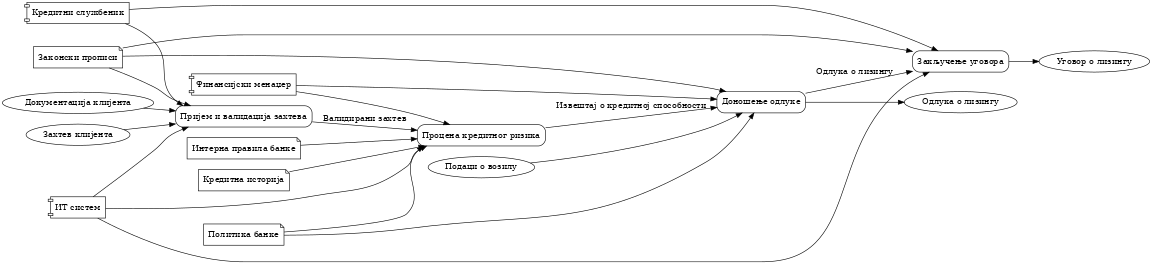 Кредитни службеник
Законски прописи
Закључење уговора
Уговор о лизингу
Одлука о лизингу
Финансијски менаџер
Документација клијента
Доношење одлуке
Одлука о лизингу
Извештај о кредитној способности
Пријем и валидација захтева
Валидирани захтев
Захтев клијента
Процена кредитног ризика
Интерна правила банке
Подаци о возилу
Кредитна историја
ИТ систем
Политика банке